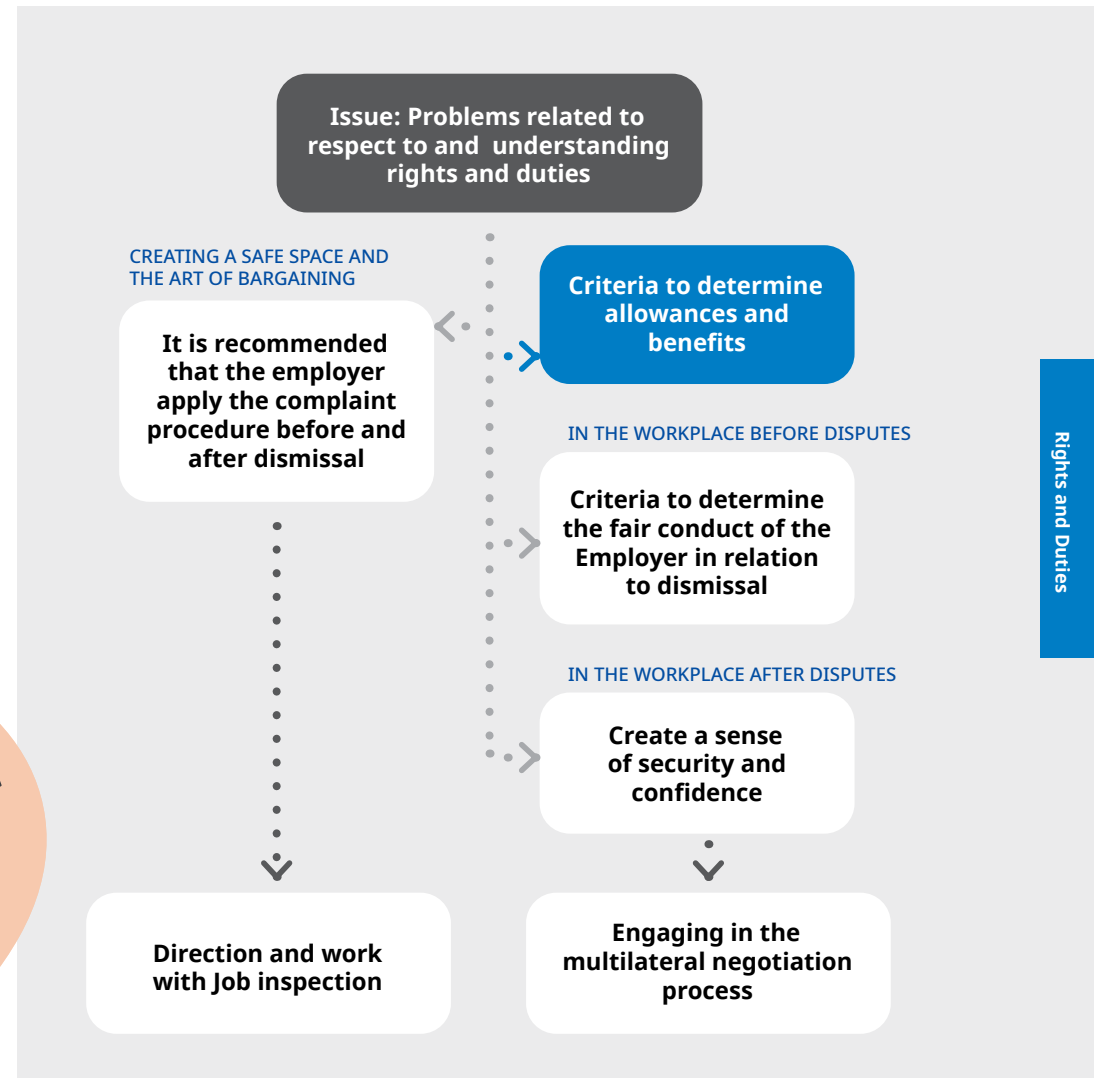 Issue: Problems related to
respect to and understanding
rights and duties
CREATING A SAFE SPACE AND
THE ART OF BARGAINING
It is recommended
that the employer
apply the complaint
procedure before and
after dismissal
Criteria to determine
allowances and
benefits
IN THE WORKPLACE BEFORE DISPUTES
Criteria to determine
the fair conduct of the
Employer in relation
to dismissal
IN THE WORKPLACE AFTER DISPUTES
Create a sense
of security and
confidence
Direction and work
with Job inspection
Engaging in the
multilateral negotiation
process
Rights and Duties